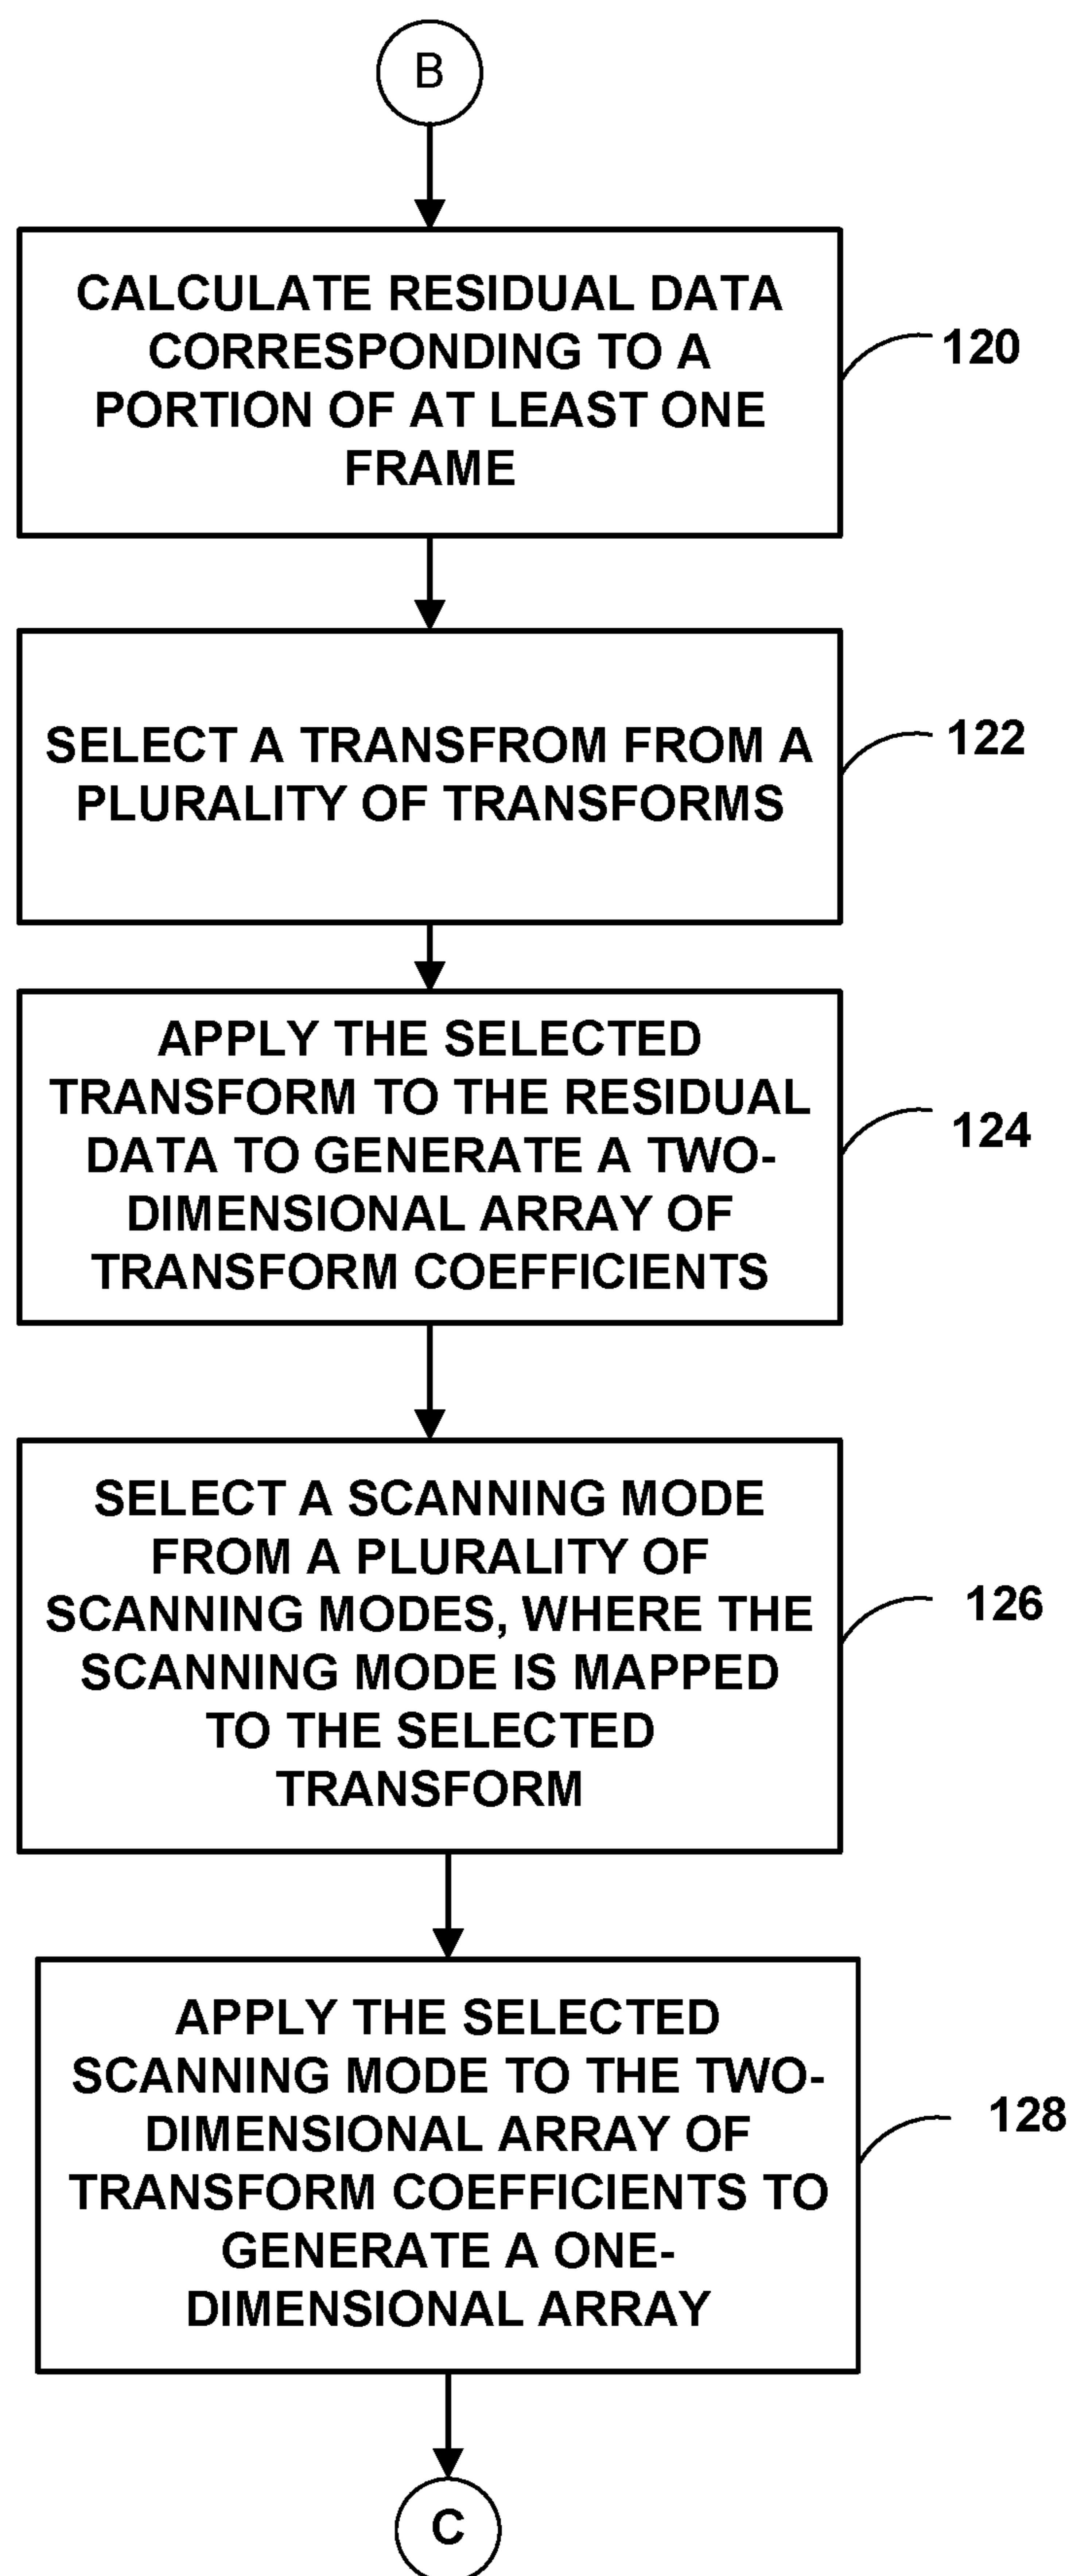 B
CALCULATE RESIDUAL DATA
CORRESPONDING TO A
PORTION OF AT LEAST ONE
FRAME
120
SELECT A TRANSFROM FROM A
PLURALITY OF TRANSFORMS
122
APPLY THE SELECTED
TRANSFORM TO THE RESIDUAL
DATA TO GENERATE A TWO-
DIMENSIONAL ARRAY OF
TRANSFORM COEFFICIENTS
124
SELECT A SCANNING MODE
FROM A PLURALITY OF
SCANNING MODES, WHERE THE
SCANNING MODE IS MAPPED
TO THE SELECTED
TRANSFORM
126
APPLY THE SELECTED
SCANNING MODE TO THE TWO-
DIMENSIONAL ARRAY OF
TRANSFORM COEFFICIENTS TO
GENERATE A ONE-
DIMENSIONAL ARRAY
128
C